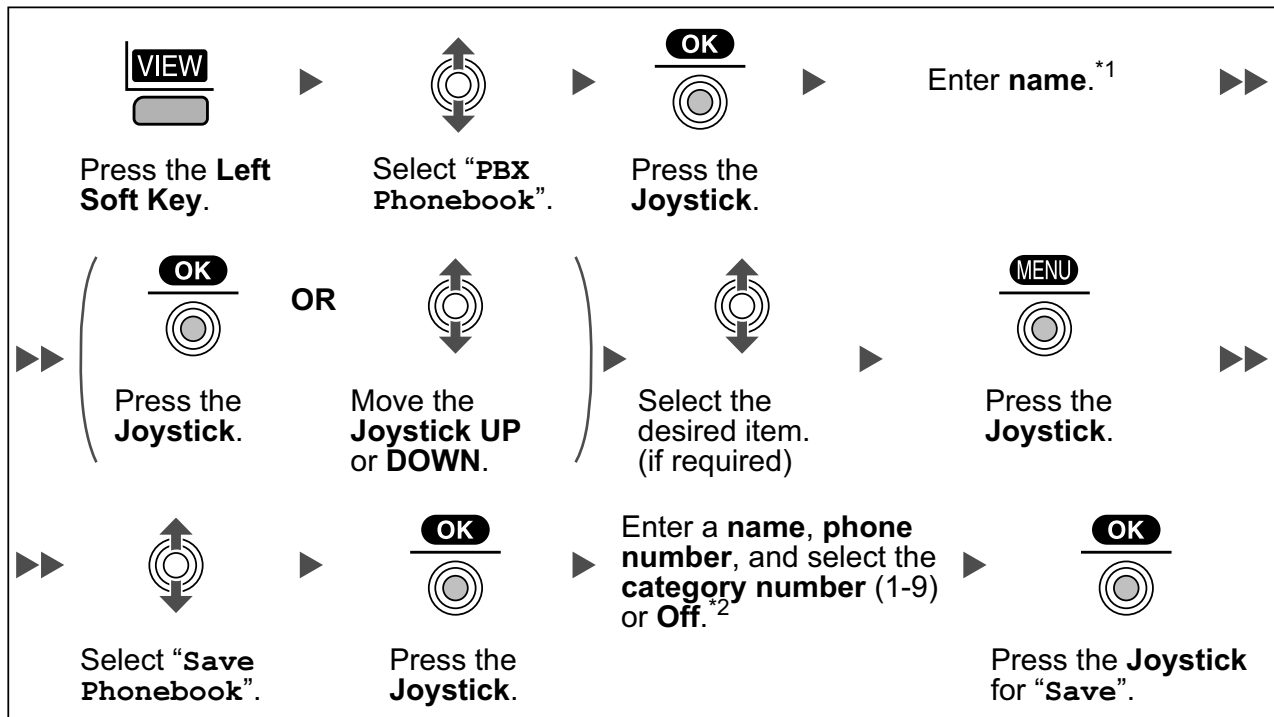 VIEW
OK
Enter name.*1
Press the Left
Soft Key.
Select “PBX
Phonebook”.
Press the
Joystick.
OK
OR
MENU
Press the
Joystick.
Move the
Joystick UP
or DOWN.
Select the
desired item.
(if required)
Press the
Joystick.
OK
Enter a name, phone
number, and select the
category number (1-9)
or Off.*2
OK
Select “Save
Phonebook”.
Press the
Joystick.
Press the Joystick
for “Save”.